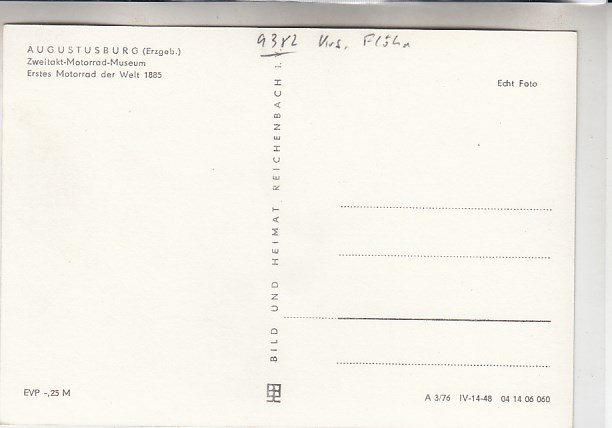 AUGUSTUSBURG (Erzgeb.)
Zweitakt-Motorrad-Museum
Erstes Motorrad der Welt 1885
9382 Krs. Flöha
Echt Foto
BILD UND HEIMAT REICHENBACH I.
EVP -,25 M
A 3/76 IV-14-48 04 14 06 060